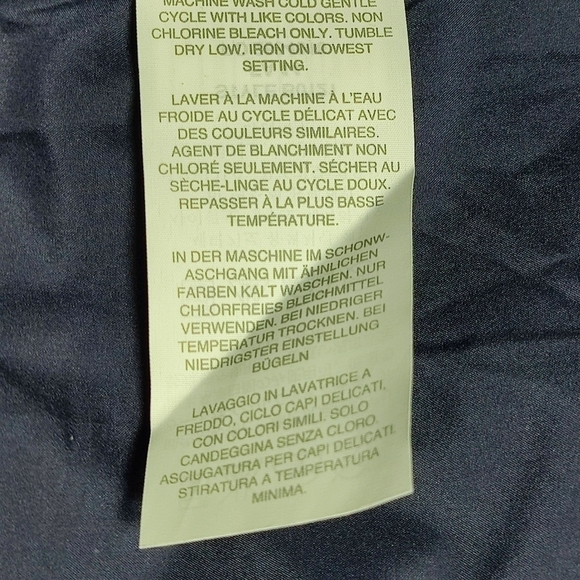 MACHINE WASH COLD GENTLE
CYCLE WITH LIKE COLORS. NON
CHLORINE BLEACH ONLY. TUMBLE
DRY LOW. IRON ON LOWEST
SETTING.
LAVER À LA MACHINE À L'EAU
FROIDE AU CYCLE DÉLICAT AVEC
DES COULEURS SIMILAIRES.
AGENT DE BLANCHIMENT NON
CHLORÉ SEULEMENT. SÉCHER AU
SÈCHE-LINGE AU CYCLE DOUX.
REPASSER À LA PLUS BASSE
TEMPÉRATURE.
IN DER MASCHINE IM SCHONW-
ASCHGANG MIT ÄHNLICHEN
FARBEN KALT WASCHEN. NUR
CHLORFREIES BLEICHMITTEL
VERWENDEN. BEI NIEDRIGER
TEMPERATUR TROCKNEN. BEI
NIEDRIGSTER EINSTELLUNG
BÜGELN
LAVAGGIO IN LAVATRICE A
FREDDO, CICLO CAPI DELICATI,
CON COLORI SIMILI. SOLO
CANDEGGINA SENZA CLORO.
ASCIUGATURA PER CAPI DELICATI.
STIRATURA A TEMPERATURA
MINIMA.